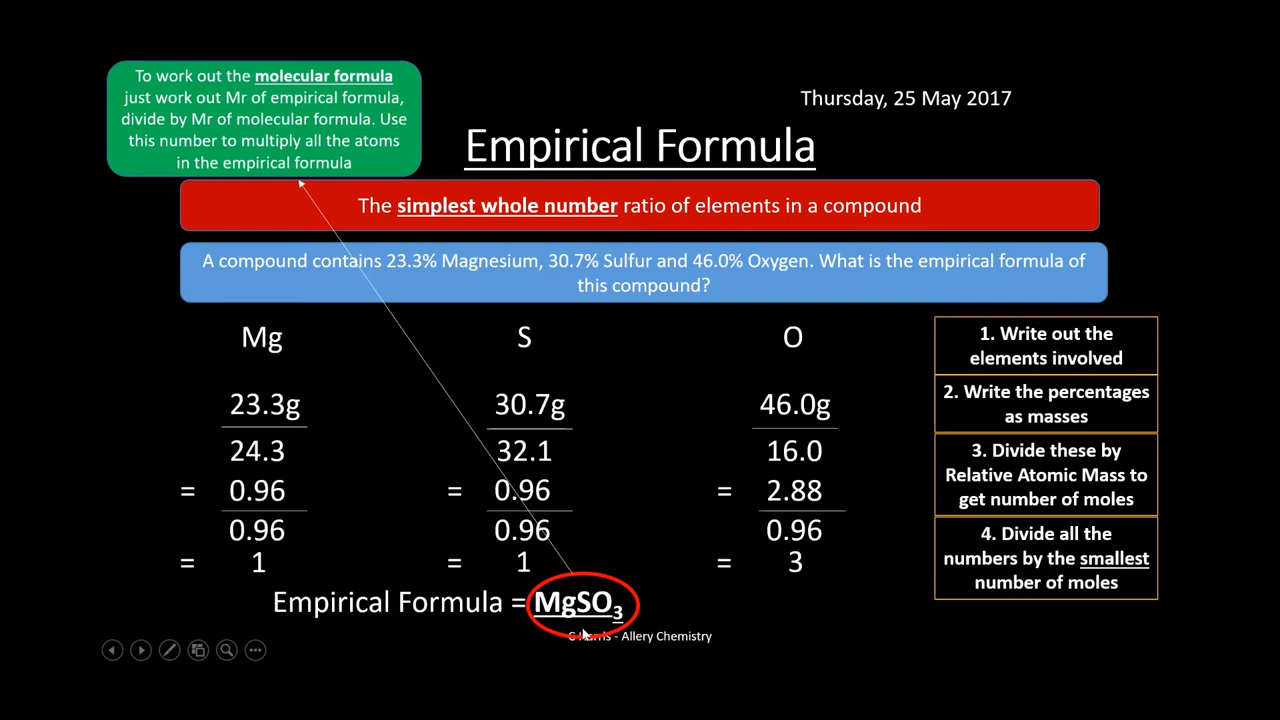 To work out the molecular formula
just work out Mr of empirical formula,
divide by Mr of molecular formula. Use
this number to multiply all the atoms
in the empirical formula
Thursday, 25 May 2017
Empirical Formula
The simplest whole number ratio of elements in a compound
A compound contains 23.3% Magnesium, 30.7% Sulfur and 46.0% Oxygen. What is the empirical formula of
this compound?
Mg S O
23.3g 30.7g 46.0g
24.3 32.1 16.0
= 0.96 = 0.96 = 2.88
0.96 0.96 0.96
= 1 = 1 = 3
Empirical Formula = MgSO₃
1. Write out the
elements involved
2. Write the percentages
as masses
3. Divide these by
Relative Atomic Mass to
get number of moles
4. Divide all the
numbers by the smallest
number of moles
C Harris - Allery Chemistry